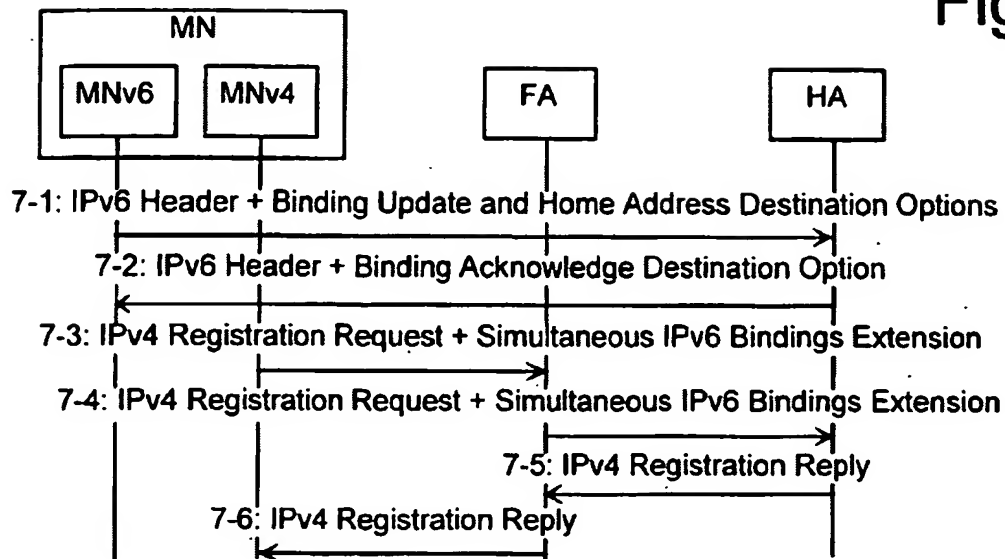 Fig
MN
MNv6 MNv4 FA HA
7-1: IPv6 Header + Binding Update and Home Address Destination Options
7-2: IPv6 Header + Binding Acknowledge Destination Option
7-3: IPv4 Registration Request + Simultaneous IPv6 Bindings Extension
7-4: IPv4 Registration Request + Simultaneous IPv6 Bindings Extension
7-5: IPv4 Registration Reply
7-6: IPv4 Registration Reply